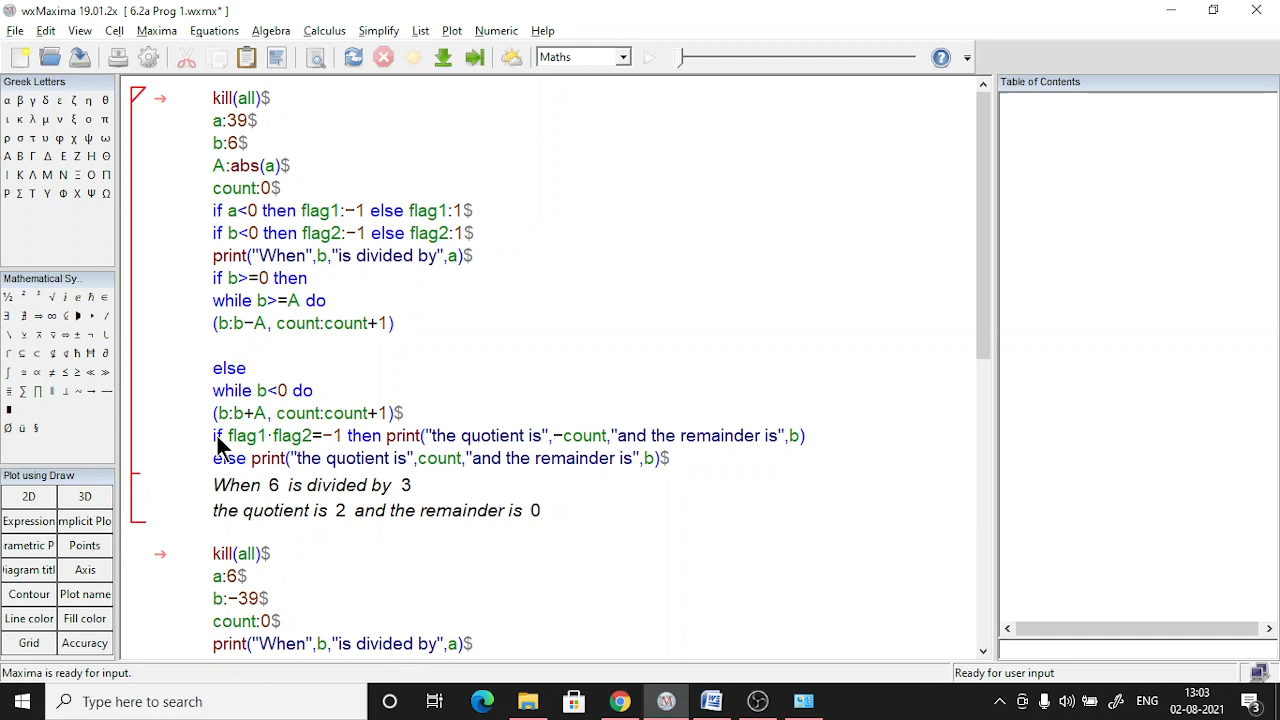 wxMaxima 19.01.2x [ 6.2a Prog 1.wxmx* ]
File Edit View Cell Maxima Equations Algebra Calculus Simplify List Plot Numeric Help
Maths
Greek Letters
α β γ δ ε ζ η θ
ι κ λ μ ν ξ ο π
ρ σ τ υ φ χ ψ ω
Α Β Γ Δ Ε Ζ Η Θ
Ι Κ Λ Μ Ν Ξ Ο Π
Ρ Σ Τ Υ Φ Χ Ψ Ω
Mathematical Sy...
Plot using Draw
2D 3D
Expression mplicit Plo
rametric P Points
iagram titl Axis
Contour Plot name
Line color Fill color
Grid Accuracy
kill(all)$
a:39$
b:6$
A:abs(a)$
count:0$
if a<0 then flag1:−1 else flag1:1$
if b<0 then flag2:−1 else flag2:1$
print("When",b,"is divided by",a)$
if b>=0 then
while b>=A do
(b:b−A, count:count+1)
else
while b<0 do
(b:b+A, count:count+1)$
if flag1·flag2=−1 then print("the quotient is",−count,"and the remainder is",b)
else print("the quotient is",count,"and the remainder is",b)$
When 6 is divided by 3
the quotient is 2 and the remainder is 0
kill(all)$
a:6$
b:−39$
count:0$
print("When",b,"is divided by",a)$
Table of Contents
Maxima is ready for input.
Ready for user input
Type here to search
ENG
13:03
02-08-2021
3